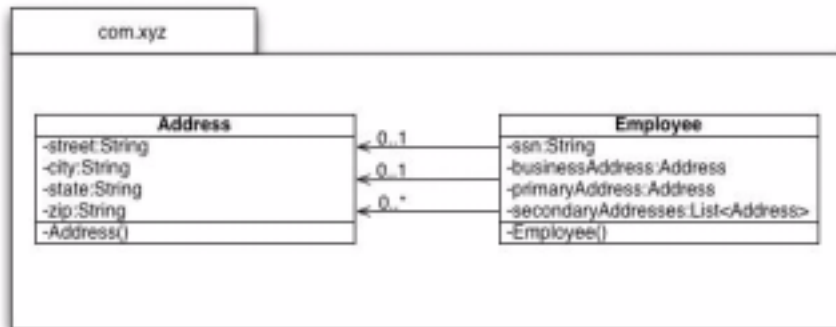 com.xyz
Address
-street:String
-city:String
-state:String
-zip:String
-Address()
0..1
0..1
0..*
Employee
-ssn:String
-businessAddress:Address
-primaryAddress:Address
-secondaryAddresses:List<Address>
-Employee()